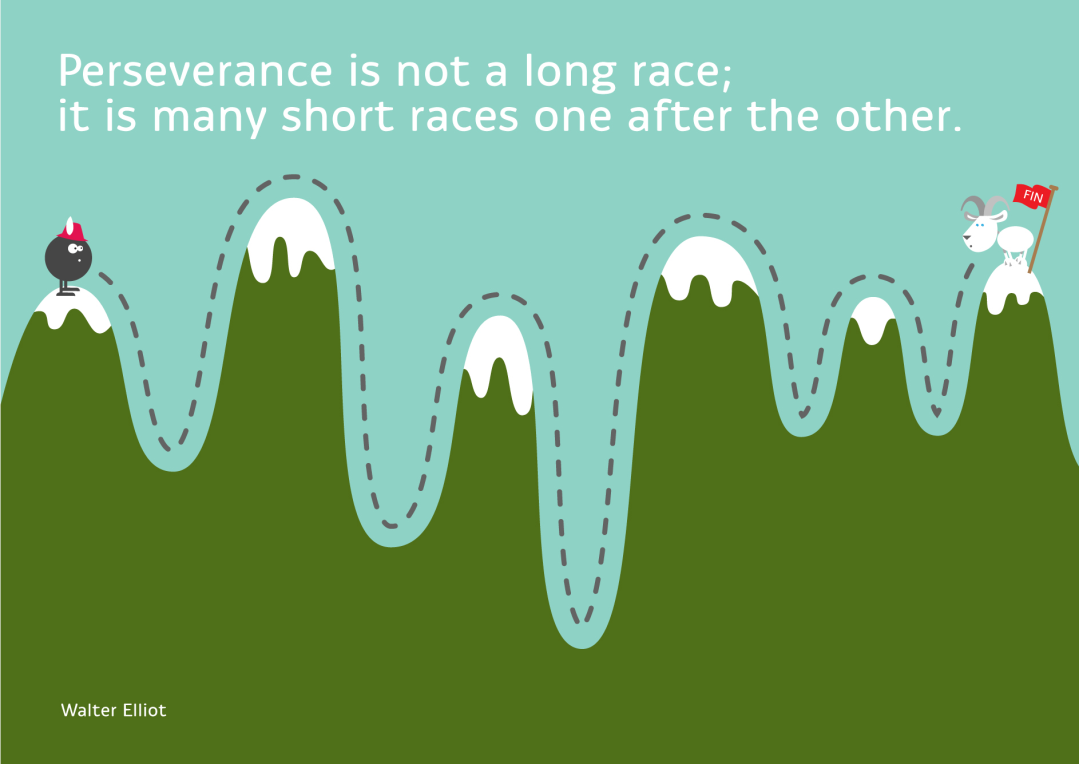 Perseverance is not a long race;
it is many short races one after the other.
FIN
Walter Elliot